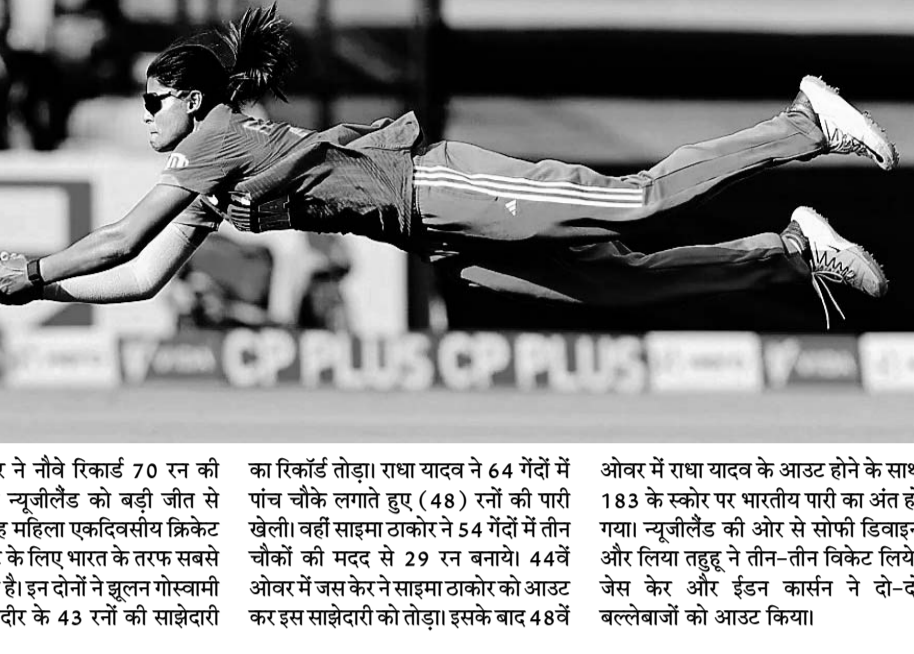 CP PLUS CP PLUS
ने नौवे रिकार्ड 70 रन की
न्यूजीलैंड को बड़ी जीत से
महिला एकदिवसीय क्रिकेट
के लिए भारत के तरफ सबसे
है। इन दोनों ने झूलन गोस्वामी
के 43 रनों की साझेदारी
का रिकॉर्ड तोड़ा। राधा यादव ने 64 गेंदों में
पांच चौके लगाते हुए (48) रनों की पारी
खेली। वहीं साइमा ठाकोर ने 54 गेंदों में तीन
चौकों की मदद से 29 रन बनाये। 44वें
ओवर में जस केर ने साइमा ठाकोर को आउट
कर इस साझेदारी को तोड़ा। इसके बाद 48वें
ओवर में राधा यादव के आउट होने के साथ
183 के स्कोर पर भारतीय पारी का अंत हो
गया। न्यूजीलैंड की ओर से सोफी डिवाइन
और लिया तहुहू ने तीन-तीन विकेट लिये
जेस केर और ईडन कार्सन ने दो-दो
बल्लेबाजों को आउट किया।